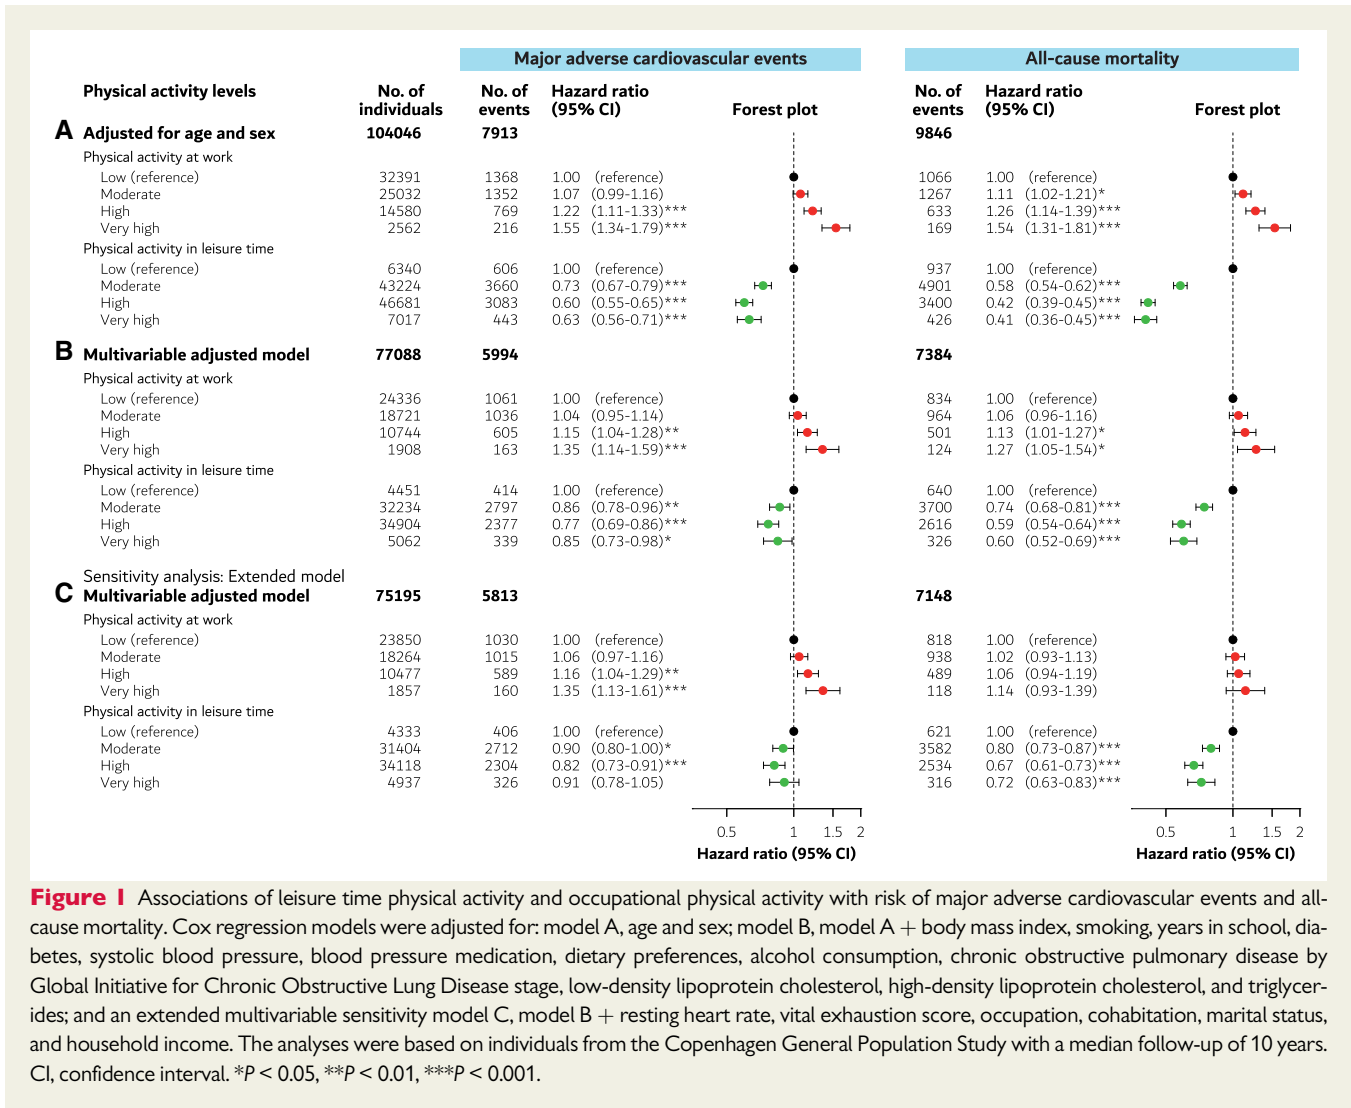 Major adverse cardiovascular events All-cause mortality
Physical activity levels No. of individuals No. of events Hazard ratio (95% CI) Forest plot No. of events Hazard ratio (95% CI) Forest plot
A Adjusted for age and sex 104046 7913 9846
Physical activity at work
Low (reference) 32391 1368 1.00 (reference) 1066 1.00 (reference)
Moderate 25032 1352 1.07 (0.99-1.16) 1267 1.11 (1.02-1.21)*
High 14580 769 1.22 (1.11-1.33)*** 633 1.26 (1.14-1.39)***
Very high 2562 216 1.55 (1.34-1.79)*** 169 1.54 (1.31-1.81)***
Physical activity in leisure time
Low (reference) 6340 606 1.00 (reference) 937 1.00 (reference)
Moderate 43224 3660 0.73 (0.67-0.79)*** 4901 0.58 (0.54-0.62)***
High 46681 3083 0.60 (0.55-0.65)*** 3400 0.42 (0.39-0.45)***
Very high 7017 443 0.63 (0.56-0.71)*** 426 0.41 (0.36-0.45)***
B Multivariable adjusted model 77088 5994 7384
Physical activity at work
Low (reference) 24336 1061 1.00 (reference) 834 1.00 (reference)
Moderate 18721 1036 1.04 (0.95-1.14) 964 1.06 (0.96-1.16)
High 10744 605 1.15 (1.04-1.28)** 501 1.13 (1.01-1.27)*
Very high 1908 163 1.35 (1.14-1.59)*** 124 1.27 (1.05-1.54)*
Physical activity in leisure time
Low (reference) 4451 414 1.00 (reference) 640 1.00 (reference)
Moderate 32234 2797 0.86 (0.78-0.96)** 3700 0.74 (0.68-0.81)***
High 34904 2377 0.77 (0.69-0.86)*** 2616 0.59 (0.54-0.64)***
Very high 5062 339 0.85 (0.73-0.98)* 326 0.60 (0.52-0.69)***
Sensitivity analysis: Extended model
C Multivariable adjusted model 75195 5813 7148
Physical activity at work
Low (reference) 23850 1030 1.00 (reference) 818 1.00 (reference)
Moderate 18264 1015 1.06 (0.97-1.16) 938 1.02 (0.93-1.13)
High 10477 589 1.16 (1.04-1.29)** 489 1.06 (0.94-1.19)
Very high 1857 160 1.35 (1.13-1.61)*** 118 1.14 (0.93-1.39)
Physical activity in leisure time
Low (reference) 4333 406 1.00 (reference) 621 1.00 (reference)
Moderate 31404 2712 0.90 (0.80-1.00)* 3582 0.80 (0.73-0.87)***
High 34118 2304 0.82 (0.73-0.91)*** 2534 0.67 (0.61-0.73)***
Very high 4937 326 0.91 (0.78-1.05) 316 0.72 (0.63-0.83)***
0.5 1 1.5 2 0.5 1 1.5 2
Hazard ratio (95% CI) Hazard ratio (95% CI)
Figure 1 Associations of leisure time physical activity and occupational physical activity with risk of major adverse cardiovascular events and all-
cause mortality. Cox regression models were adjusted for: model A, age and sex; model B, model A + body mass index, smoking, years in school, dia-
betes, systolic blood pressure, blood pressure medication, dietary preferences, alcohol consumption, chronic obstructive pulmonary disease by
Global Initiative for Chronic Obstructive Lung Disease stage, low-density lipoprotein cholesterol, high-density lipoprotein cholesterol, and triglycer-
ides; and an extended multivariable sensitivity model C, model B + resting heart rate, vital exhaustion score, occupation, cohabitation, marital status,
and household income. The analyses were based on individuals from the Copenhagen General Population Study with a median follow-up of 10 years.
CI, confidence interval. *P < 0.05, **P < 0.01, ***P < 0.001.